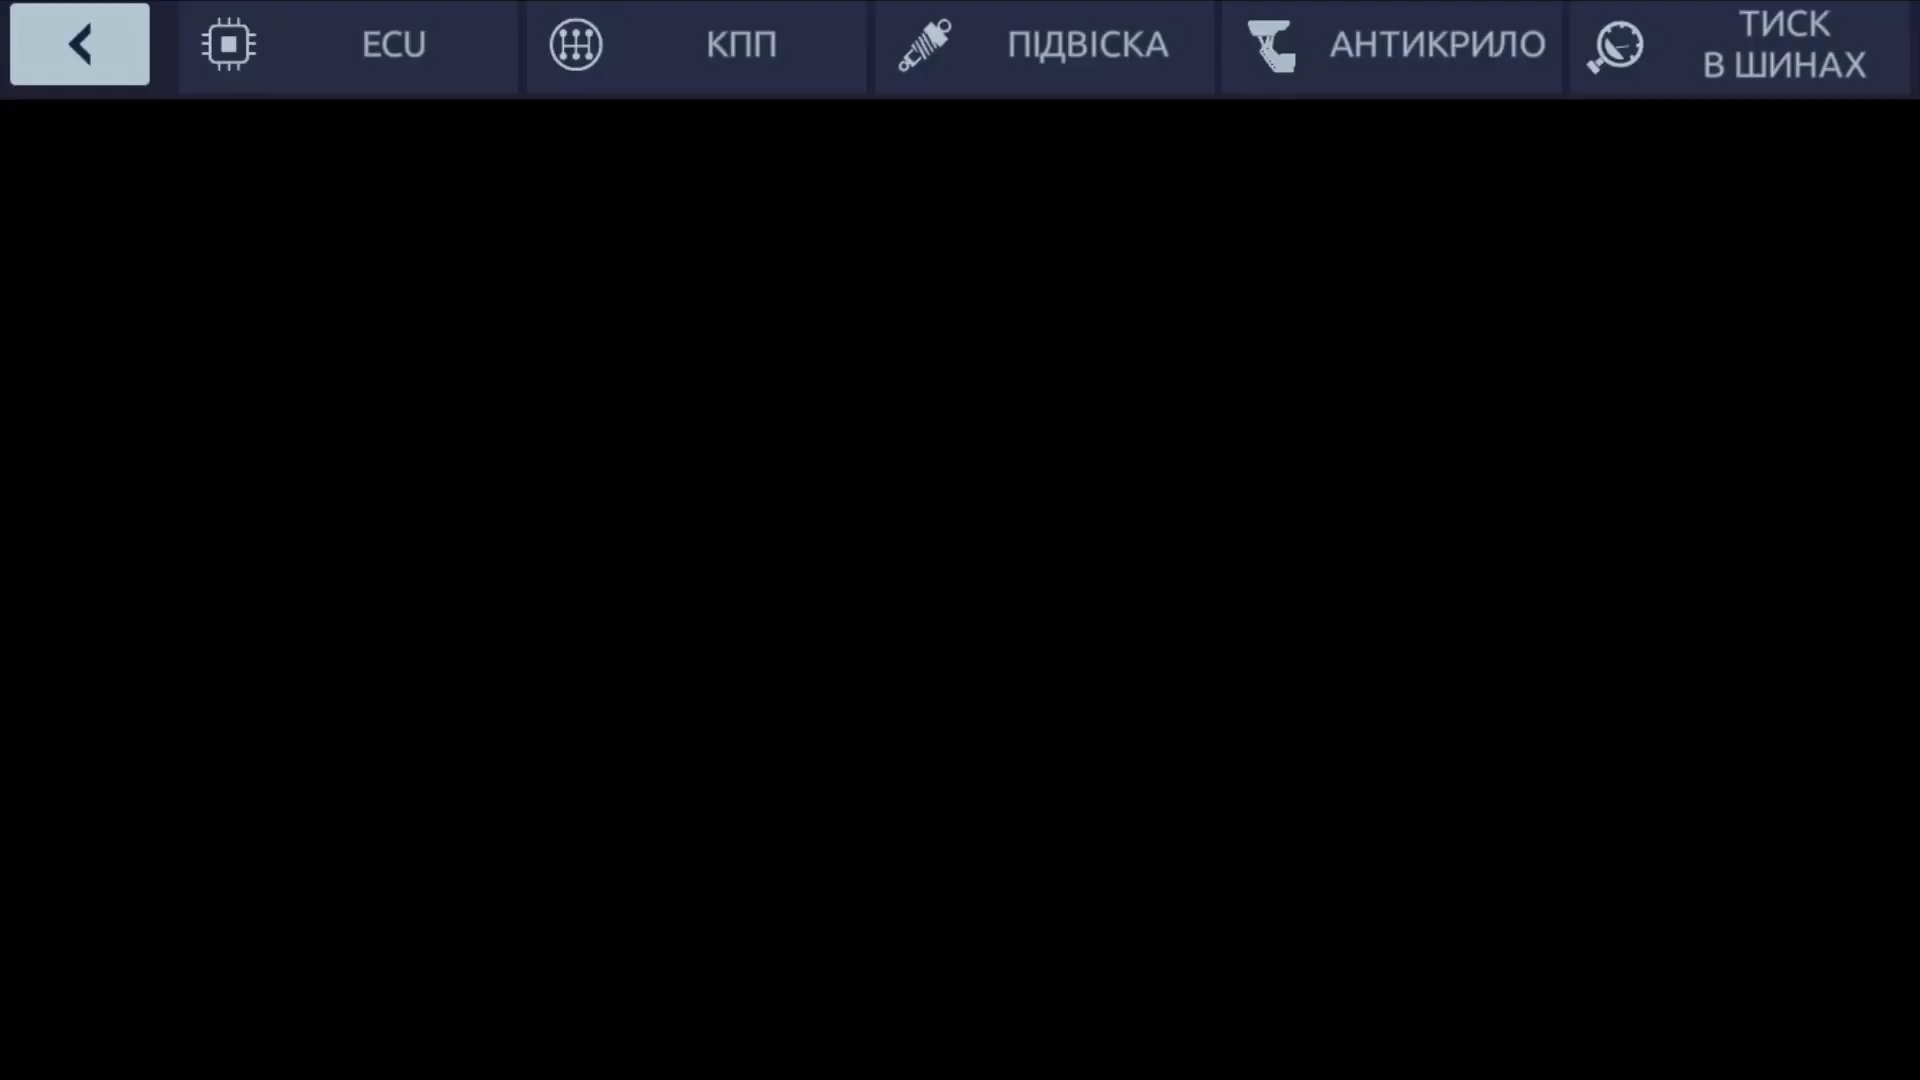 ECU
КПП
ПІДВІСКА
АНТИКРИЛО
ТИСК
В ШИНАХ